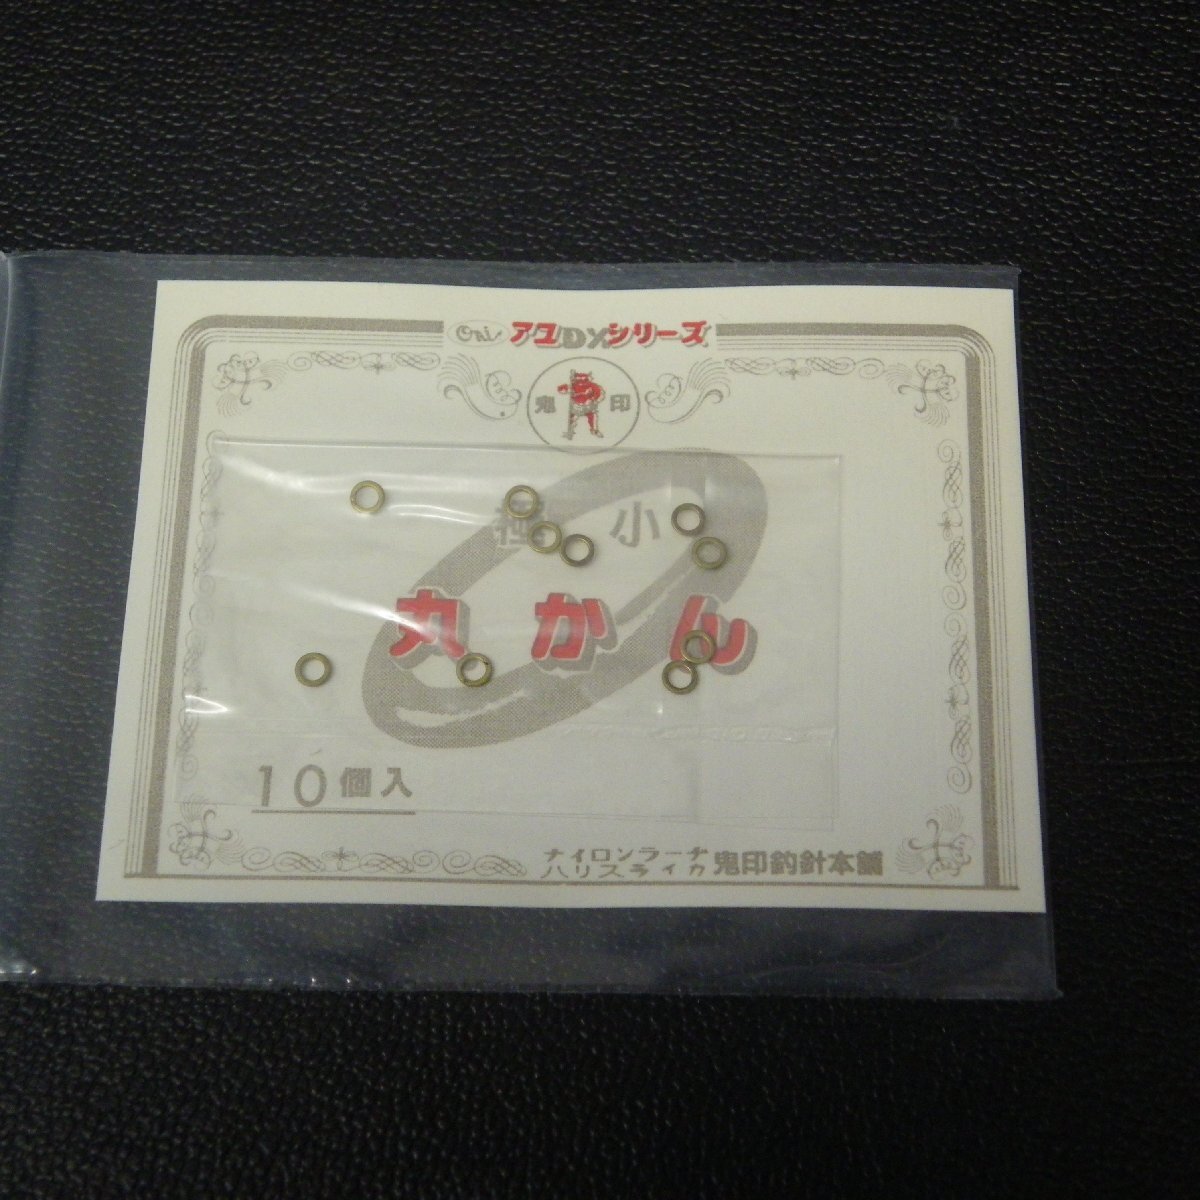 Oni アユDXシリーズ
鬼印
極小
丸かん
10個入
ナイロンラーヂ
ハリスライカ 鬼印釣針本舗